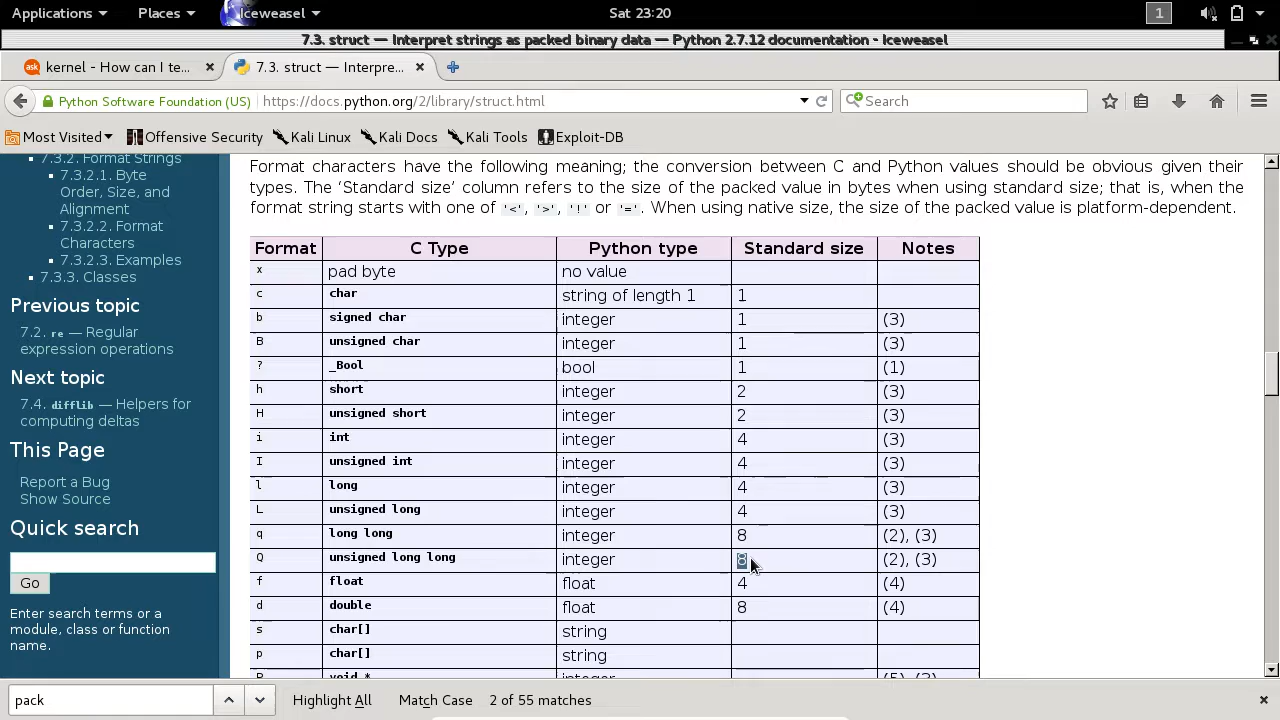 Applications Places Iceweasel Sat 23:20 1
7.3. struct — Interpret strings as packed binary data — Python 2.7.12 documentation - Iceweasel
ask kernel - How can I te... × 7.3. struct — Interpre... ×
Python Software Foundation (US) https://docs.python.org/2/library/struct.html Search
Most Visited Offensive Security Kali Linux Kali Docs Kali Tools Exploit-DB
7.3.2. Format Strings
7.3.2.1. Byte
Order, Size, and
Alignment
7.3.2.2. Format
Characters
7.3.2.3. Examples
7.3.3. Classes
Previous topic
7.2. re — Regular
expression operations
Next topic
7.4. difflib — Helpers for
computing deltas
This Page
Report a Bug
Show Source
Quick search
Go
Enter search terms or a
module, class or function
name.
Format characters have the following meaning; the conversion between C and Python values should be obvious given their
types. The ‘Standard size’ column refers to the size of the packed value in bytes when using standard size; that is, when the
format string starts with one of '<', '>', '!' or '='. When using native size, the size of the packed value is platform-dependent.
Format C Type Python type Standard size Notes
x pad byte no value
c char string of length 1 1
b signed char integer 1 (3)
B unsigned char integer 1 (3)
? _Bool bool 1 (1)
h short integer 2 (3)
H unsigned short integer 2 (3)
i int integer 4 (3)
I unsigned int integer 4 (3)
l long integer 4 (3)
L unsigned long integer 4 (3)
q long long integer 8 (2), (3)
Q unsigned long long integer 8 (2), (3)
f float float 4 (4)
d double float 8 (4)
s char[] string
p char[] string
P void * integer (5), (3)
pack Highlight All Match Case 2 of 55 matches ×